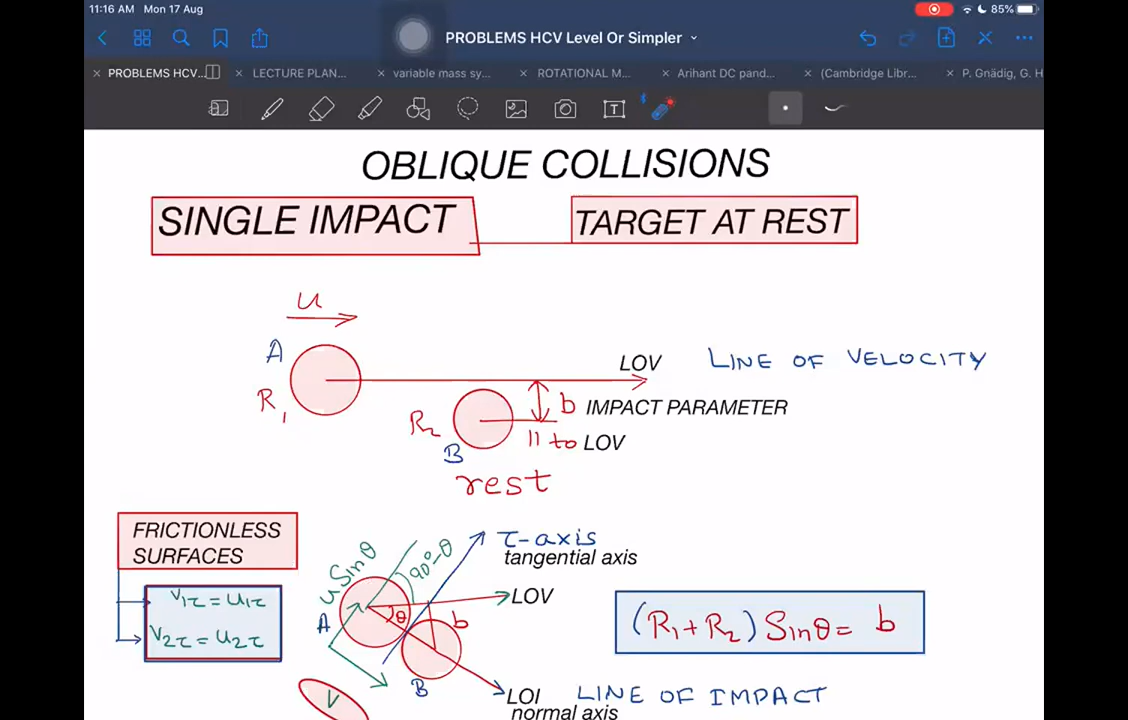 11:16 AM Mon 17 Aug 85%
PROBLEMS HCV Level Or Simpler
PROBLEMS HCV... LECTURE PLAN... variable mass sy... ROTATIONAL M... Arihant DC pand... (Cambridge Libr... P. Gnädig, G. H
T
OBLIQUE COLLISIONS
SINGLE IMPACT TARGET AT REST
u
A
LOV LINE OF VELOCITY
R1
b IMPACT PARAMETER
R2
|| to LOV
B
rest
FRICTIONLESS
SURFACES
τ-axis
tangential axis
u Sinθ
90°-θ
V1τ = U1τ
V2τ = U2τ
LOV
A
θ
b
(R1+R2) Sinθ = b
B
LOI LINE OF IMPACT
normal axis
V